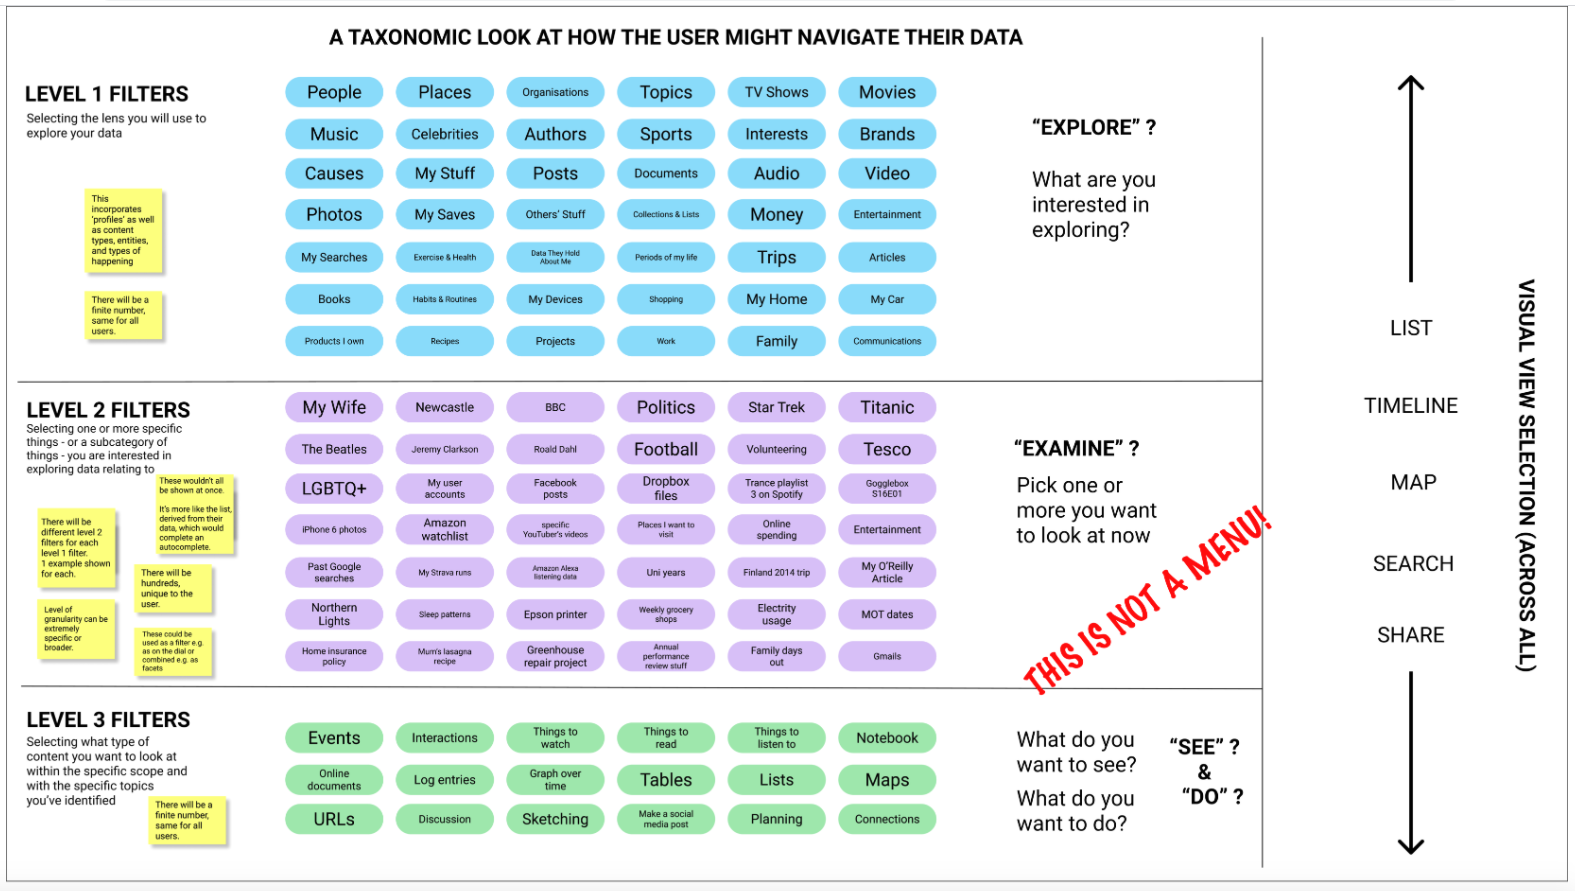 A TAXONOMIC LOOK AT HOW THE USER MIGHT NAVIGATE THEIR DATA
LEVEL 1 FILTERS
Selecting the lens you will use to
explore your data
This
incorporates
'profiles' as well
as content
types, entities,
and types of
happening
There will be a
finite number,
same for all
users.
People
Places
Organisations
Topics
TV Shows
Movies
Music
Celebrities
Authors
Sports
Interests
Brands
Causes
My Stuff
Posts
Documents
Audio
Video
Photos
My Saves
Others' Stuff
Collections & Lists
Money
Entertainment
My Searches
Exercise & Health
Data They Hold
About Me
Periods of my life
Trips
Articles
Books
Habits & Routines
My Devices
Shopping
My Home
My Car
Products I own
Recipes
Projects
Work
Family
Communications
“EXPLORE” ?
What are you
interested in
exploring?
LEVEL 2 FILTERS
Selecting one or more specific
things - or a subcategory of
things - you are interested in
exploring data relating to
These wouldn't all
be shown at once.
It's more like the list,
derived from their
data, which would
complete an
autocomplete.
There will be
different level 2
filters for each
level 1 filter.
1 example shown
for each.
There will be
hundreds,
unique to the
user.
Level of
granularity can be
extremely
specific or
broader.
These could be
used as a filter e.g.
as on the dial or
combined e.g. as
facets
My Wife
Newcastle
BBC
Politics
Star Trek
Titanic
The Beatles
Jeremy Clarkson
Roald Dahl
Football
Volunteering
Tesco
LGBTQ+
My user
accounts
Facebook
posts
Dropbox
files
Trance playlist
3 on Spotify
Gogglebox
S16E01
iPhone 6 photos
Amazon
watchlist
specific
YouTuber's videos
Places I want to
visit
Online
spending
Entertainment
Past Google
searches
My Strava runs
Amazon Alexa
listening data
Uni years
Finland 2014 trip
My O'Reilly
Article
Northern
Lights
Sleep patterns
Epson printer
Weekly grocery
shops
Electrity
usage
MOT dates
Home insurance
policy
Mum's lasagna
recipe
Greenhouse
repair project
Annual
performance
review stuff
Family days
out
Gmails
“EXAMINE” ?
Pick one or
more you want
to look at now
THIS IS NOT A MENU!
LEVEL 3 FILTERS
Selecting what type of
content you want to look at
within the specific scope and
with the specific topics
you've identified
There will be a
finite number,
same for all
users.
Events
Interactions
Things to
watch
Things to
read
Things to
listen to
Notebook
Online
documents
Log entries
Graph over
time
Tables
Lists
Maps
URLs
Discussion
Sketching
Make a social
media post
Planning
Connections
What do you
want to see?
What do you
want to do?
“SEE” ?
&
“DO” ?
LIST
TIMELINE
MAP
SEARCH
SHARE
VISUAL VIEW SELECTION (ACROSS ALL)